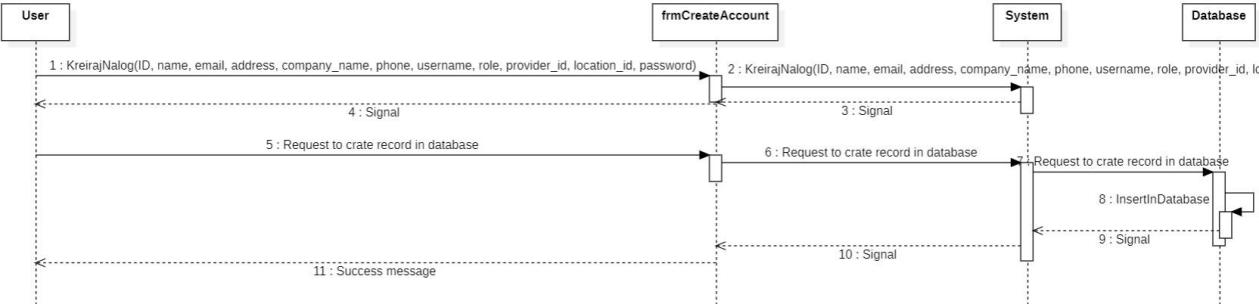 User
frmCreateAccount
System
Database
1 : KreirajNalog(ID, name, email, address, company_name, phone, username, role, provider_id, location_id, password)
2 : KreirajNalog(ID, name, email, address, company_name, phone, username, role, provider_id,
3 : Signal
4 : Signal
5 : Request to crate record in database
6 : Request to crate record in database
7 : Request to crate record in database
8 : InsertInDatabase
9 : Signal
10 : Signal
11 : Success message